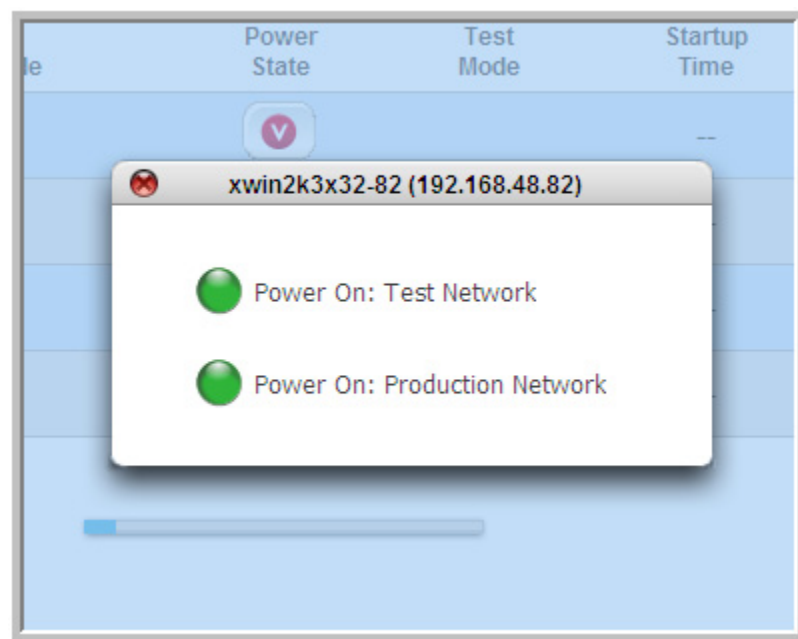 Power Test Startup
le State Mode Time
V
--
xwin2k3x32-82 (192.168.48.82)
Power On: Test Network
Power On: Production Network